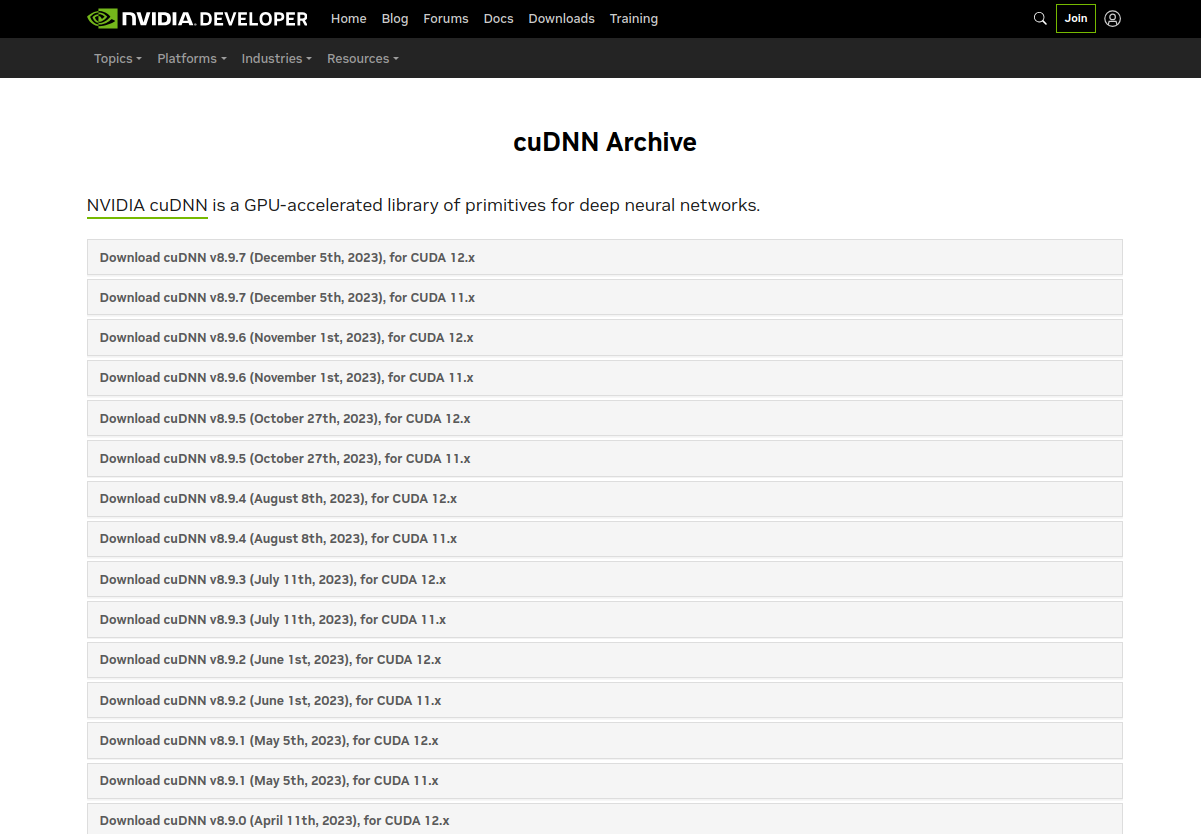 NVIDIA. DEVELOPER Home Blog Forums Docs Downloads Training Join
Topics Platforms Industries Resources
cuDNN Archive
NVIDIA cuDNN is a GPU-accelerated library of primitives for deep neural networks.
Download cuDNN v8.9.7 (December 5th, 2023), for CUDA 12.x
Download cuDNN v8.9.7 (December 5th, 2023), for CUDA 11.x
Download cuDNN v8.9.6 (November 1st, 2023), for CUDA 12.x
Download cuDNN v8.9.6 (November 1st, 2023), for CUDA 11.x
Download cuDNN v8.9.5 (October 27th, 2023), for CUDA 12.x
Download cuDNN v8.9.5 (October 27th, 2023), for CUDA 11.x
Download cuDNN v8.9.4 (August 8th, 2023), for CUDA 12.x
Download cuDNN v8.9.4 (August 8th, 2023), for CUDA 11.x
Download cuDNN v8.9.3 (July 11th, 2023), for CUDA 12.x
Download cuDNN v8.9.3 (July 11th, 2023), for CUDA 11.x
Download cuDNN v8.9.2 (June 1st, 2023), for CUDA 12.x
Download cuDNN v8.9.2 (June 1st, 2023), for CUDA 11.x
Download cuDNN v8.9.1 (May 5th, 2023), for CUDA 12.x
Download cuDNN v8.9.1 (May 5th, 2023), for CUDA 11.x
Download cuDNN v8.9.0 (April 11th, 2023), for CUDA 12.x